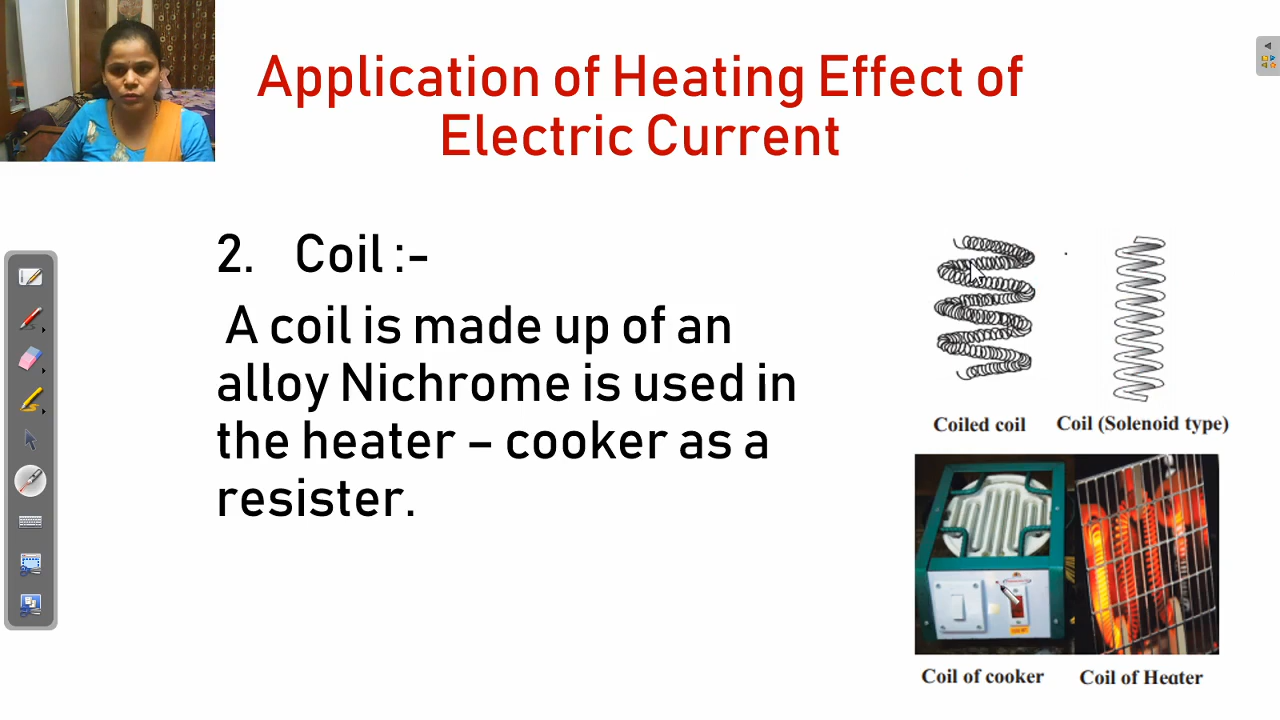 Application of Heating Effect of
Electric Current
2. Coil :-
A coil is made up of an
alloy Nichrome is used in
the heater – cooker as a
resister.
Coiled coil
Coil (Solenoid type)
Coil of cooker
Coil of Heater